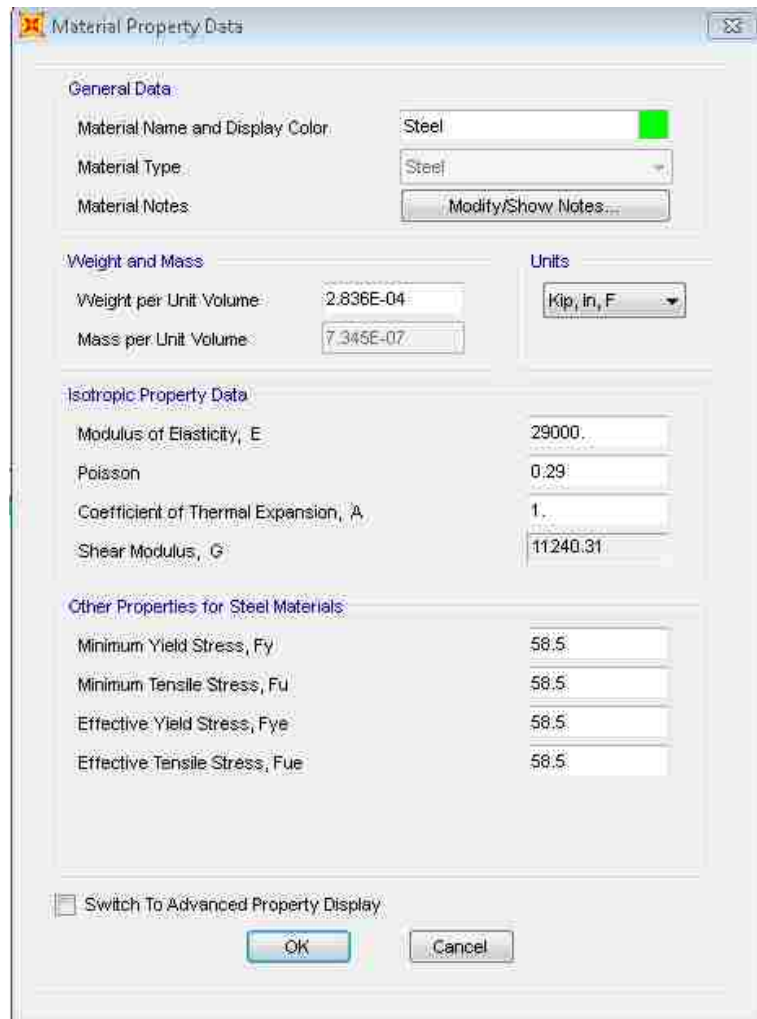 Material Property Data
General Data
Material Name and Display Color Steel
Material Type Steel
Material Notes Modify/Show Notes...
Weight and Mass Units
Weight per Unit Volume 2.836E-04 Kip, in, F
Mass per Unit Volume 7.345E-07
Isotropic Property Data
Modulus of Elasticity, E 29000.
Poisson 0.29
Coefficient of Thermal Expansion, A 1.
Shear Modulus, G 11240.31
Other Properties for Steel Materials
Minimum Yield Stress, Fy 58.5
Minimum Tensile Stress, Fu 58.5
Effective Yield Stress, Fye 58.5
Effective Tensile Stress, Fue 58.5
Switch To Advanced Property Display
OK Cancel